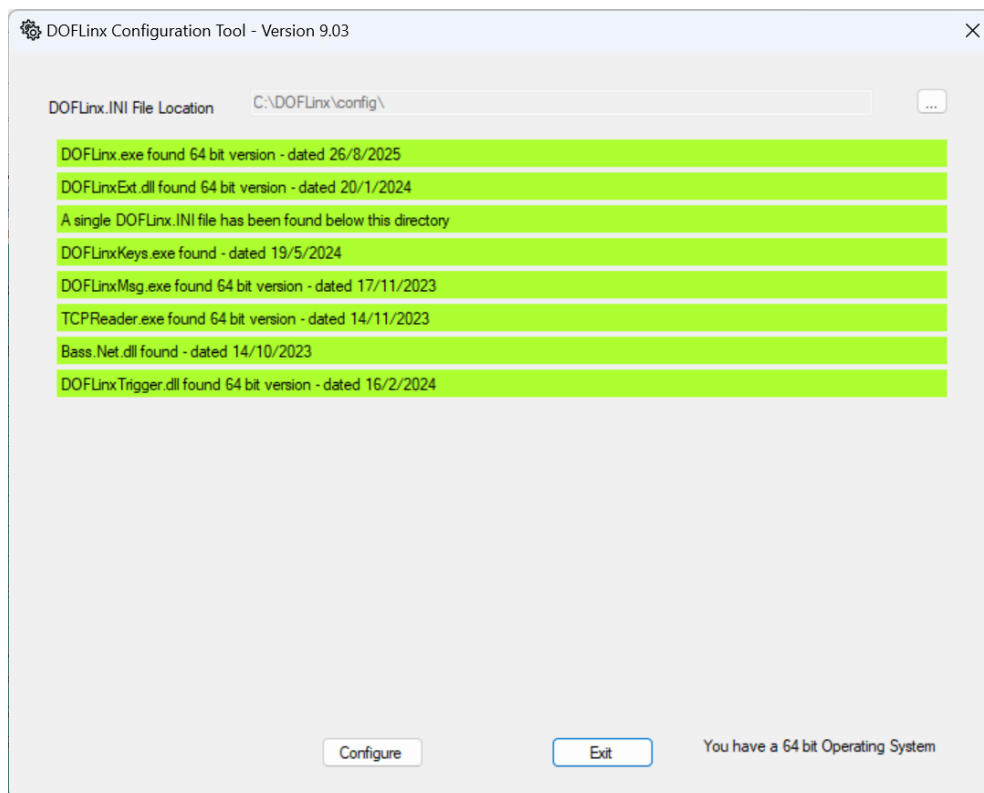 DOFLinx Configuration Tool - Version 9.03
DOFLinx.INI File Location C:\DOFLinx\config\ ...
DOFLinx.exe found 64 bit version - dated 26/8/2025
DOFLinxExt.dll found 64 bit version - dated 20/1/2024
A single DOFLinx.INI file has been found below this directory
DOFLinxKeys.exe found - dated 19/5/2024
DOFLinxMsg.exe found 64 bit version - dated 17/11/2023
TCPReader.exe found 64 bit version - dated 14/11/2023
Bass.Net.dll found - dated 14/10/2023
DOFLinxTrigger.dll found 64 bit version - dated 16/2/2024
Configure Exit You have a 64 bit Operating System